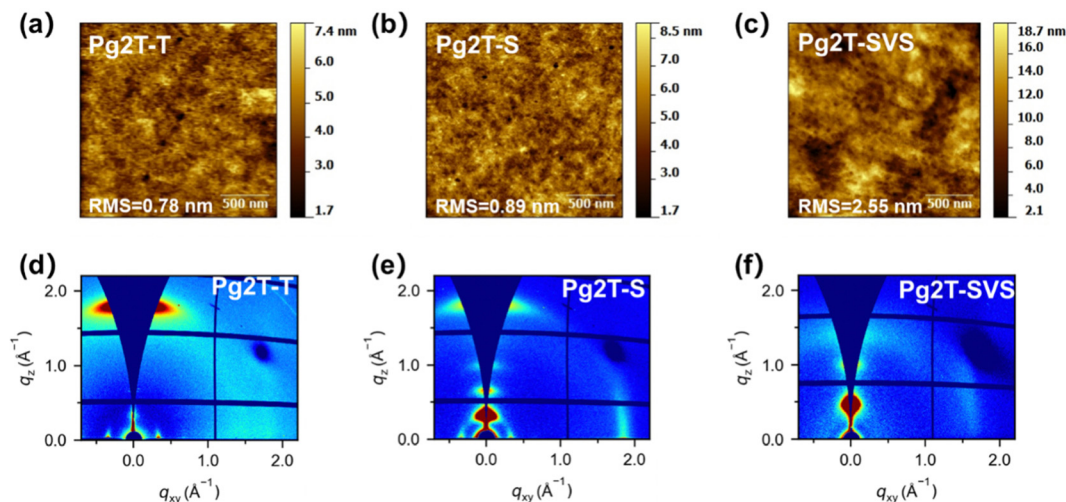 (a)
Pg2T-T
RMS=0.78 nm
500 nm
7.4 nm
6.0
5.0
4.0
3.0
1.7
(b)
Pg2T-S
RMS=0.89 nm
500 nm
8.5 nm
7.0
6.0
5.0
4.0
3.0
1.7
(c)
Pg2T-SVS
RMS=2.55 nm
500 nm
18.7 nm
16.0
14.0
12.0
10.0
8.0
6.0
4.0
2.1
(d)
Pg2T-T
qz (Å−1)
2.0
1.0
0.0
0.0
1.0
2.0
qxy (Å−1)
(e)
Pg2T-S
qz (Å−1)
2.0
1.0
0.0
0.0
1.0
2.0
qxy (Å−1)
(f)
Pg2T-SVS
qz (Å−1)
2.0
1.0
0.0
0.0
1.0
2.0
qxy (Å−1)